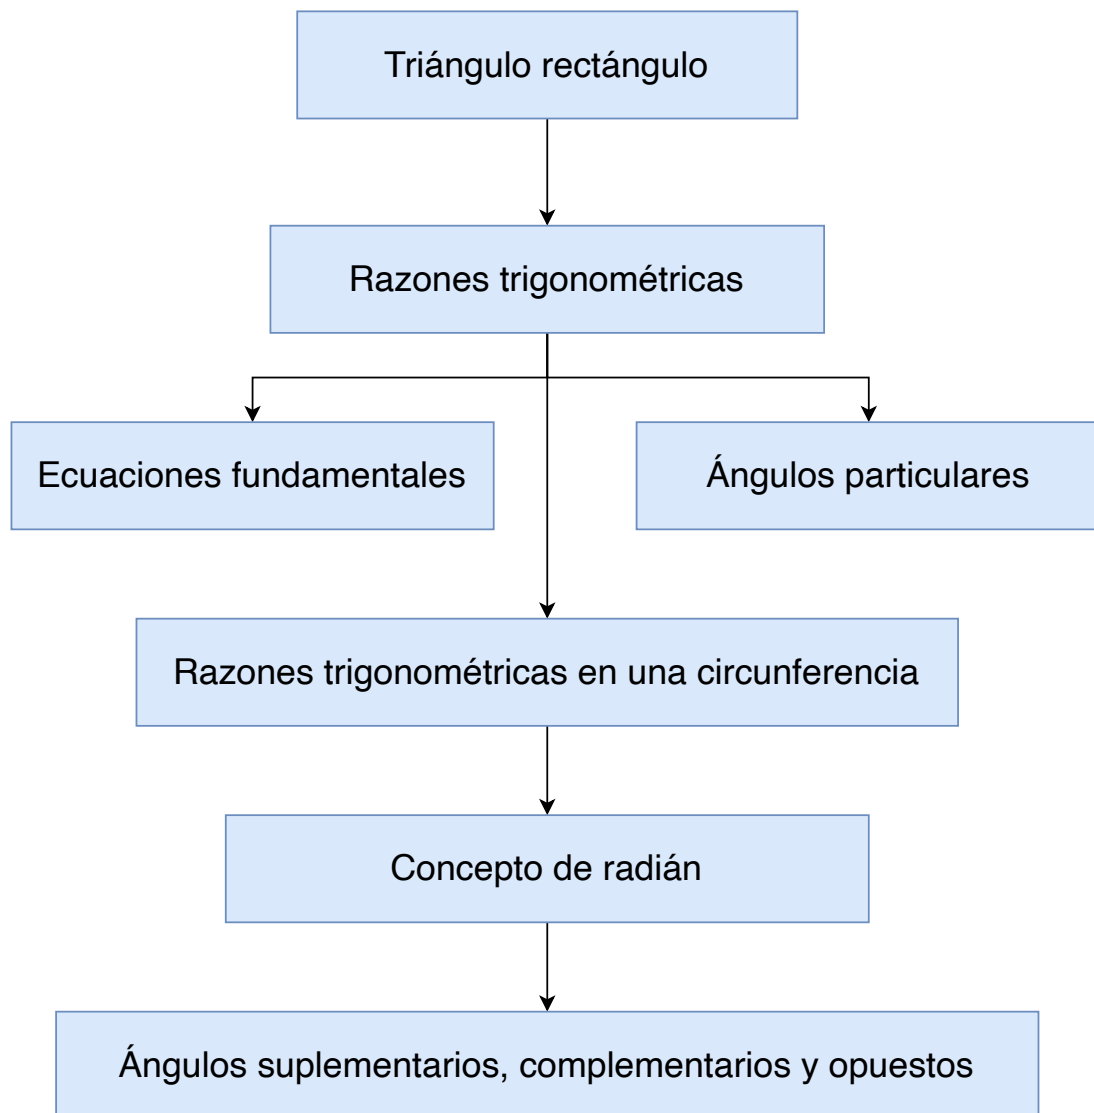 Triángulo rectángulo
Razones trigonométricas
Ecuaciones fundamentales
Ángulos particulares
Razones trigonométricas en una circunferencia
Concepto de radián
Ángulos suplementarios, complementarios y opuestos